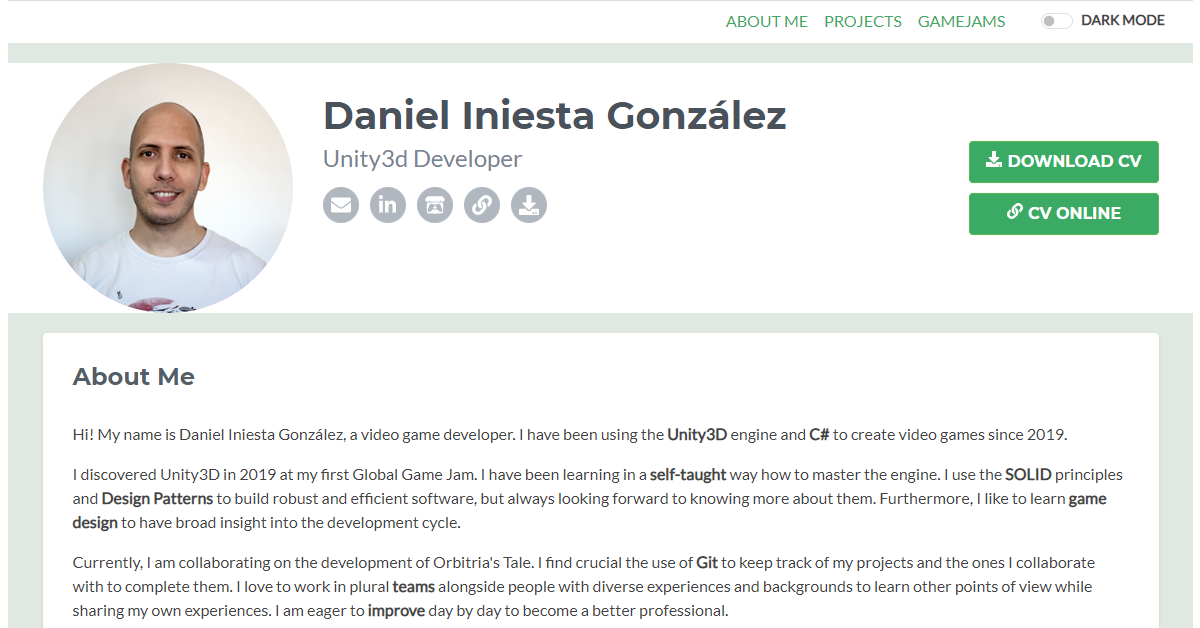 ABOUT ME PROJECTS GAMEJAMS DARK MODE
Daniel Iniesta González
Unity3d Developer
in
DOWNLOAD CV
CV ONLINE
About Me
Hi! My name is Daniel Iniesta González, a video game developer. I have been using the Unity3D engine and C# to create video games since 2019.
I discovered Unity3D in 2019 at my first Global Game Jam. I have been learning in a self-taught way how to master the engine. I use the SOLID principles
and Design Patterns to build robust and efficient software, but always looking forward to knowing more about them. Furthermore, I like to learn game
design to have broad insight into the development cycle.
Currently, I am collaborating on the development of Orbitria's Tale. I find crucial the use of Git to keep track of my projects and the ones I collaborate
with to complete them. I love to work in plural teams alongside people with diverse experiences and backgrounds to learn other points of view while
sharing my own experiences. I am eager to improve day by day to become a better professional.